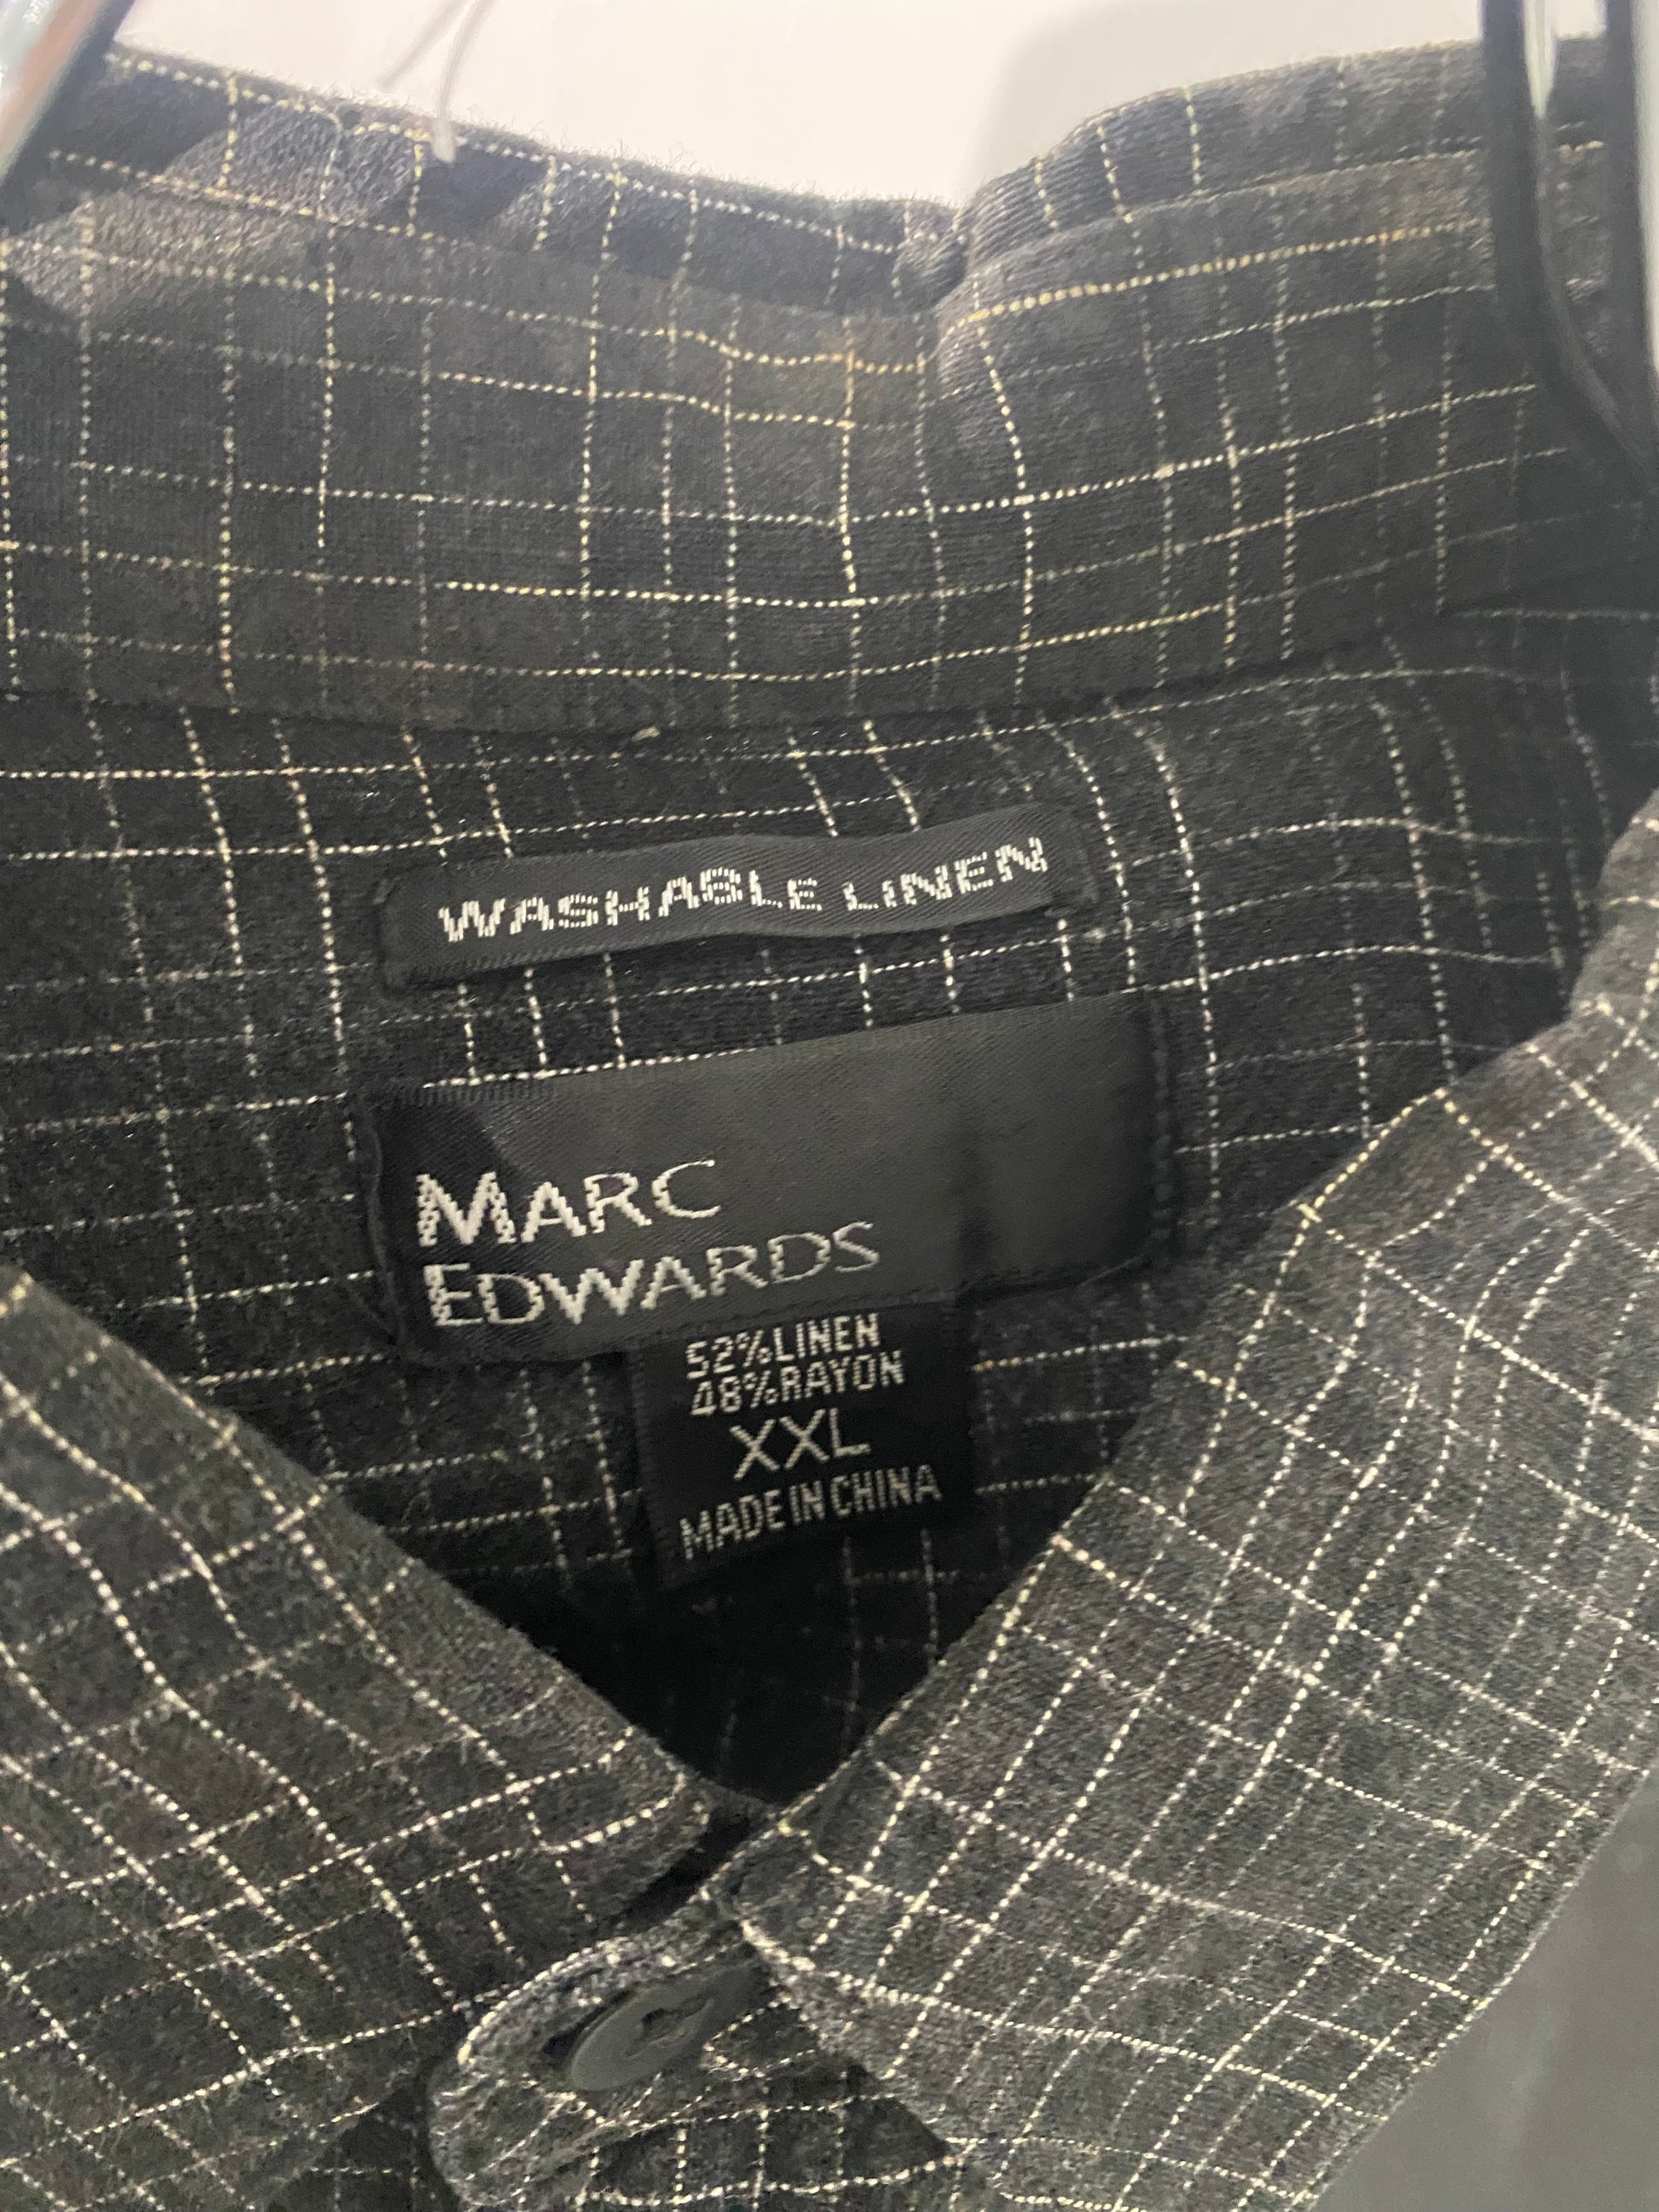 WASHABLE LINEN
MARC
EDWARDS
52%LINEN
48%RAYON
XXL
MADE IN CHINA